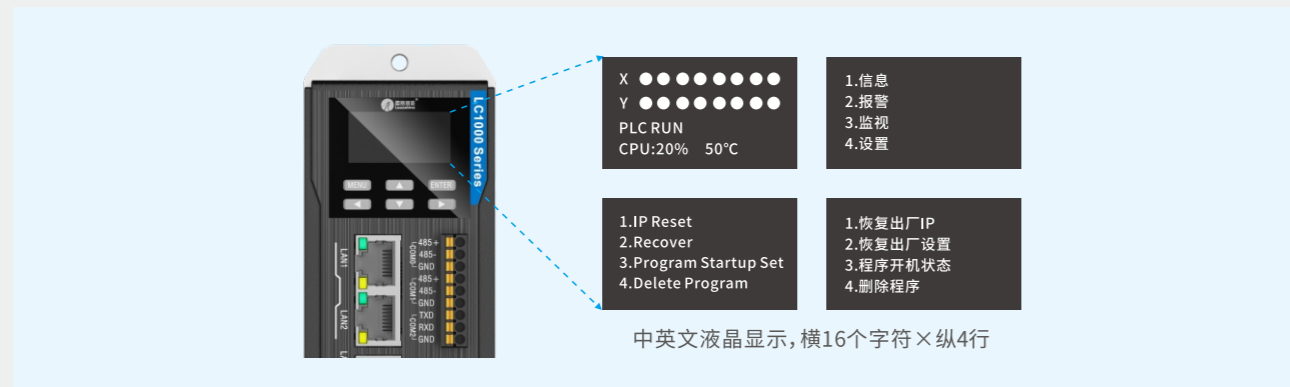 LC1000 Series
MENU
ENTER
LAN1
LAN2
COM0
485+
485-
GND
COM1
485+
485-
GND
COM2
TXD
RXD
GND
X
Y
PLC RUN
CPU:20% 50℃
1.信息
2.报警
3.监视
4.设置
1.IP Reset
2.Recover
3.Program Startup Set
4.Delete Program
1.恢复出厂IP
2.恢复出厂设置
3.程序开机状态
4.删除程序
中英文液晶显示,横16个字符×纵4行